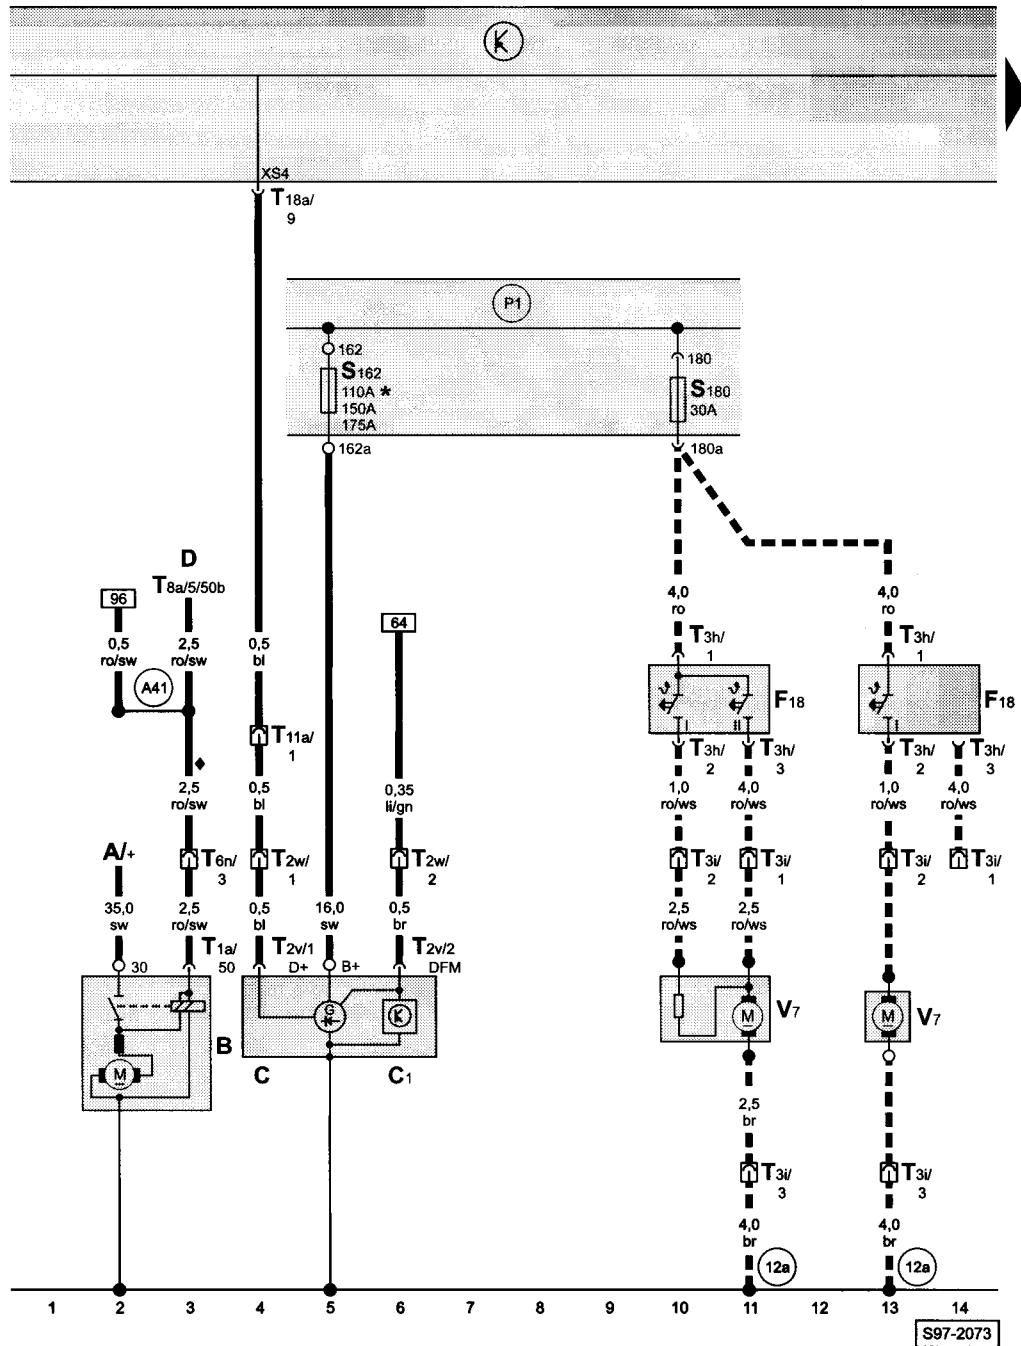 K
XS4
T18a/
9
P1
162
S162
110A *
150A
175A
162a
180
S180
30A
180a
D
T8a/5/50b
96
64
0,5
ro/sw
2,5
ro/sw
0,5
bl
4,0
ro
4,0
ro
T3h/
1
T3h/
1
A41
F18
F18
I
II
I
T11a/
1
T3h/
2
T3h/
3
T3h/
2
T3h/
3
2,5
ro/sw
0,5
bl
0,35
li/gn
1,0
ro/ws
4,0
ro/ws
1,0
ro/ws
4,0
ro/ws
A/+
T6n/
3
T2w/
1
T2w/
2
T3i/
2
T3i/
1
T3i/
2
T3i/
1
35,0
sw
2,5
ro/sw
0,5
bl
16,0
sw
0,5
br
2,5
ro/ws
2,5
ro/ws
30
T1a/
50
T2v/1
D+
B+
T2v/2
DFM
G
K
M
B
C
C1
M
V7
M
V7
2,5
br
T3i/
3
T3i/
3
4,0
br
4,0
br
12a
12a
1 2 3 4 5 6 7 8 9 10 11 12 13 14
S97-2073